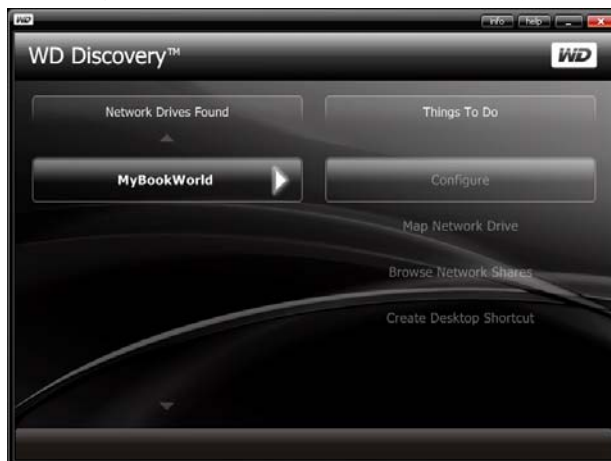 WD
info help
WD Discovery™
WD
Network Drives Found
Things To Do
MyBookWorld
Configure
Map Network Drive
Browse Network Shares
Create Desktop Shortcut